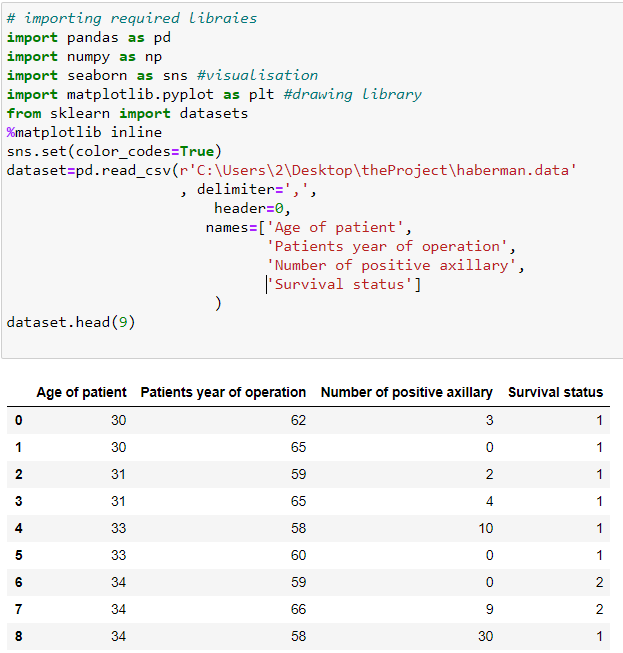 # importing required libraies
import pandas as pd
import numpy as np
import seaborn as sns #visualisation
import matplotlib.pyplot as plt #drawing library
from sklearn import datasets
%matplotlib inline
sns.set(color_codes=True)
dataset=pd.read_csv(r'C:\Users\2\Desktop\theProject\haberman.data'
, delimiter=',',
header=0,
names=['Age of patient',
'Patients year of operation',
'Number of positive axillary',
'Survival status']
)
dataset.head(9)
Age of patient Patients year of operation Number of positive axillary Survival status
0 30 62 3 1
1 30 65 0 1
2 31 59 2 1
3 31 65 4 1
4 33 58 10 1
5 33 60 0 1
6 34 59 0 2
7 34 66 9 2
8 34 58 30 1